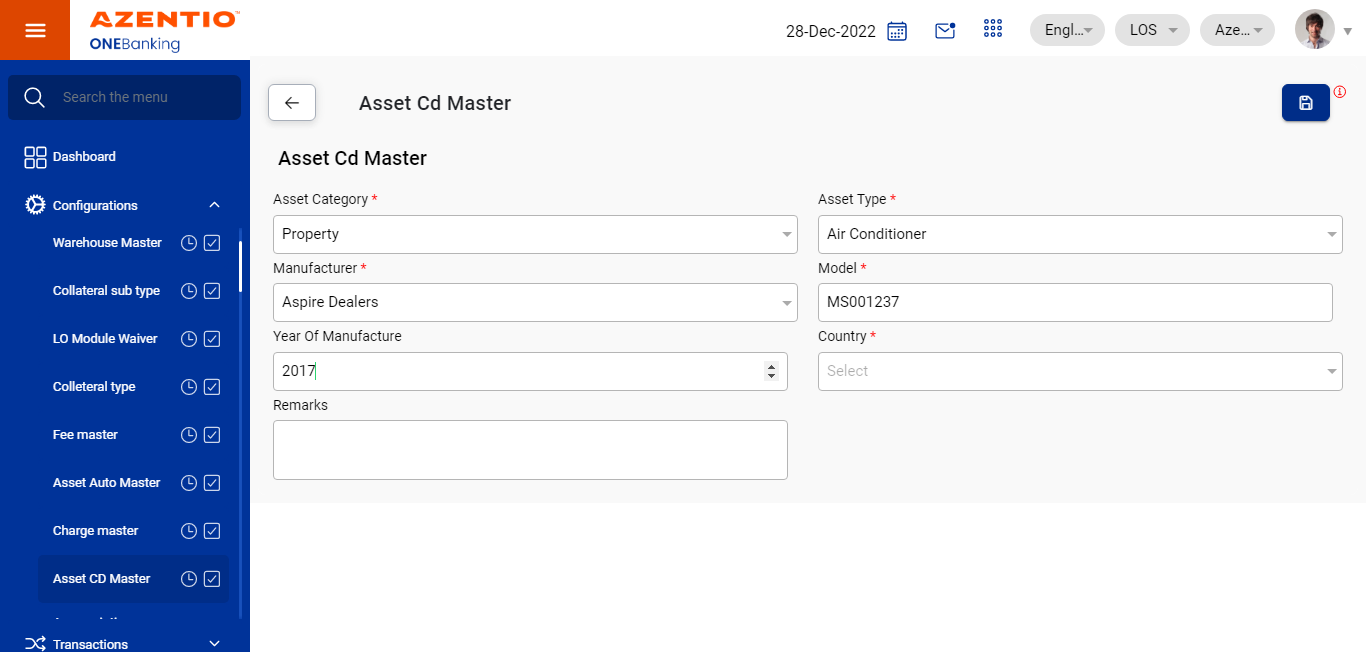 AZENTIO™
ONEBanking
28-Dec-2022
Engl...
LOS
Aze...
Search the menu
Dashboard
Configurations
Warehouse Master
Collateral sub type
LO Module Waiver
Colleteral type
Fee master
Asset Auto Master
Charge master
Asset CD Master
Transactions
Asset Cd Master
Asset Cd Master
Asset Category *
Asset Type *
Property
Air Conditioner
Manufacturer *
Model *
Aspire Dealers
MS001237
Year Of Manufacture
Country *
2017
Select
Remarks